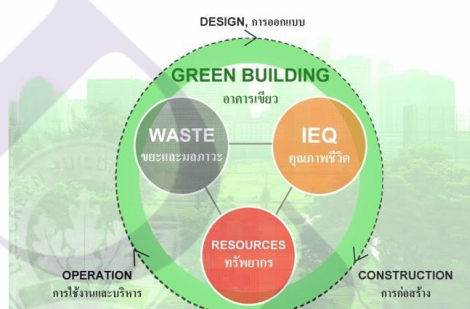 DESIGN, การออกแบบ
GREEN BUILDING
อาคารเขียว
WASTE
ขยะและมลภาวะ
IEQ
คุณภาพชีวิต
RESOURCES
ทรัพยากร
OPERATION
การใช้งานและบริหาร
CONSTRUCTION
การก่อสร้าง